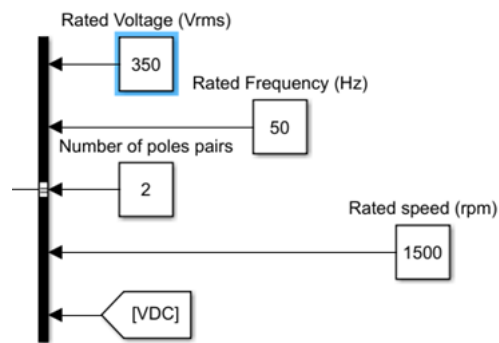 Rated Voltage (Vrms)
350
Rated Frequency (Hz)
50
Number of poles pairs
2
Rated speed (rpm)
1500
[VDC]